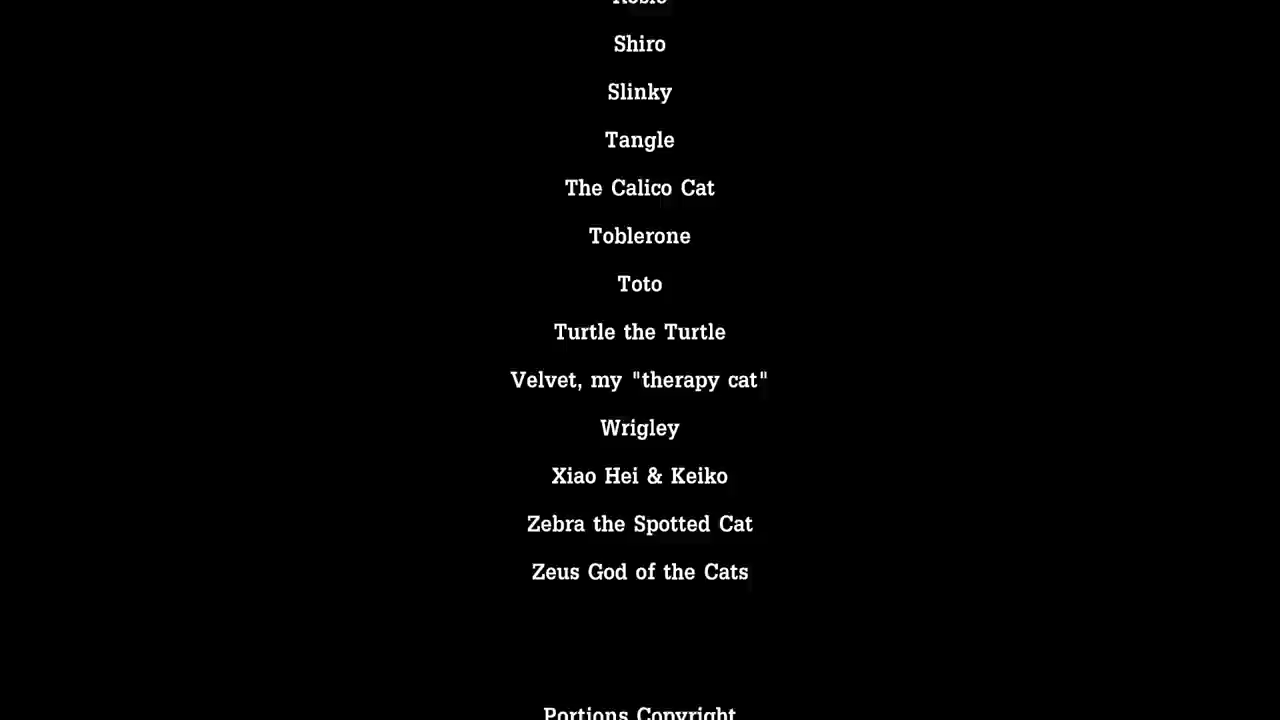 Shiro
Slinky
Tangle
The Calico Cat
Toblerone
Toto
Turtle the Turtle
Velvet, my "therapy cat"
Wrigley
Xiao Hei & Keiko
Zebra the Spotted Cat
Zeus God of the Cats
Portions Copyright